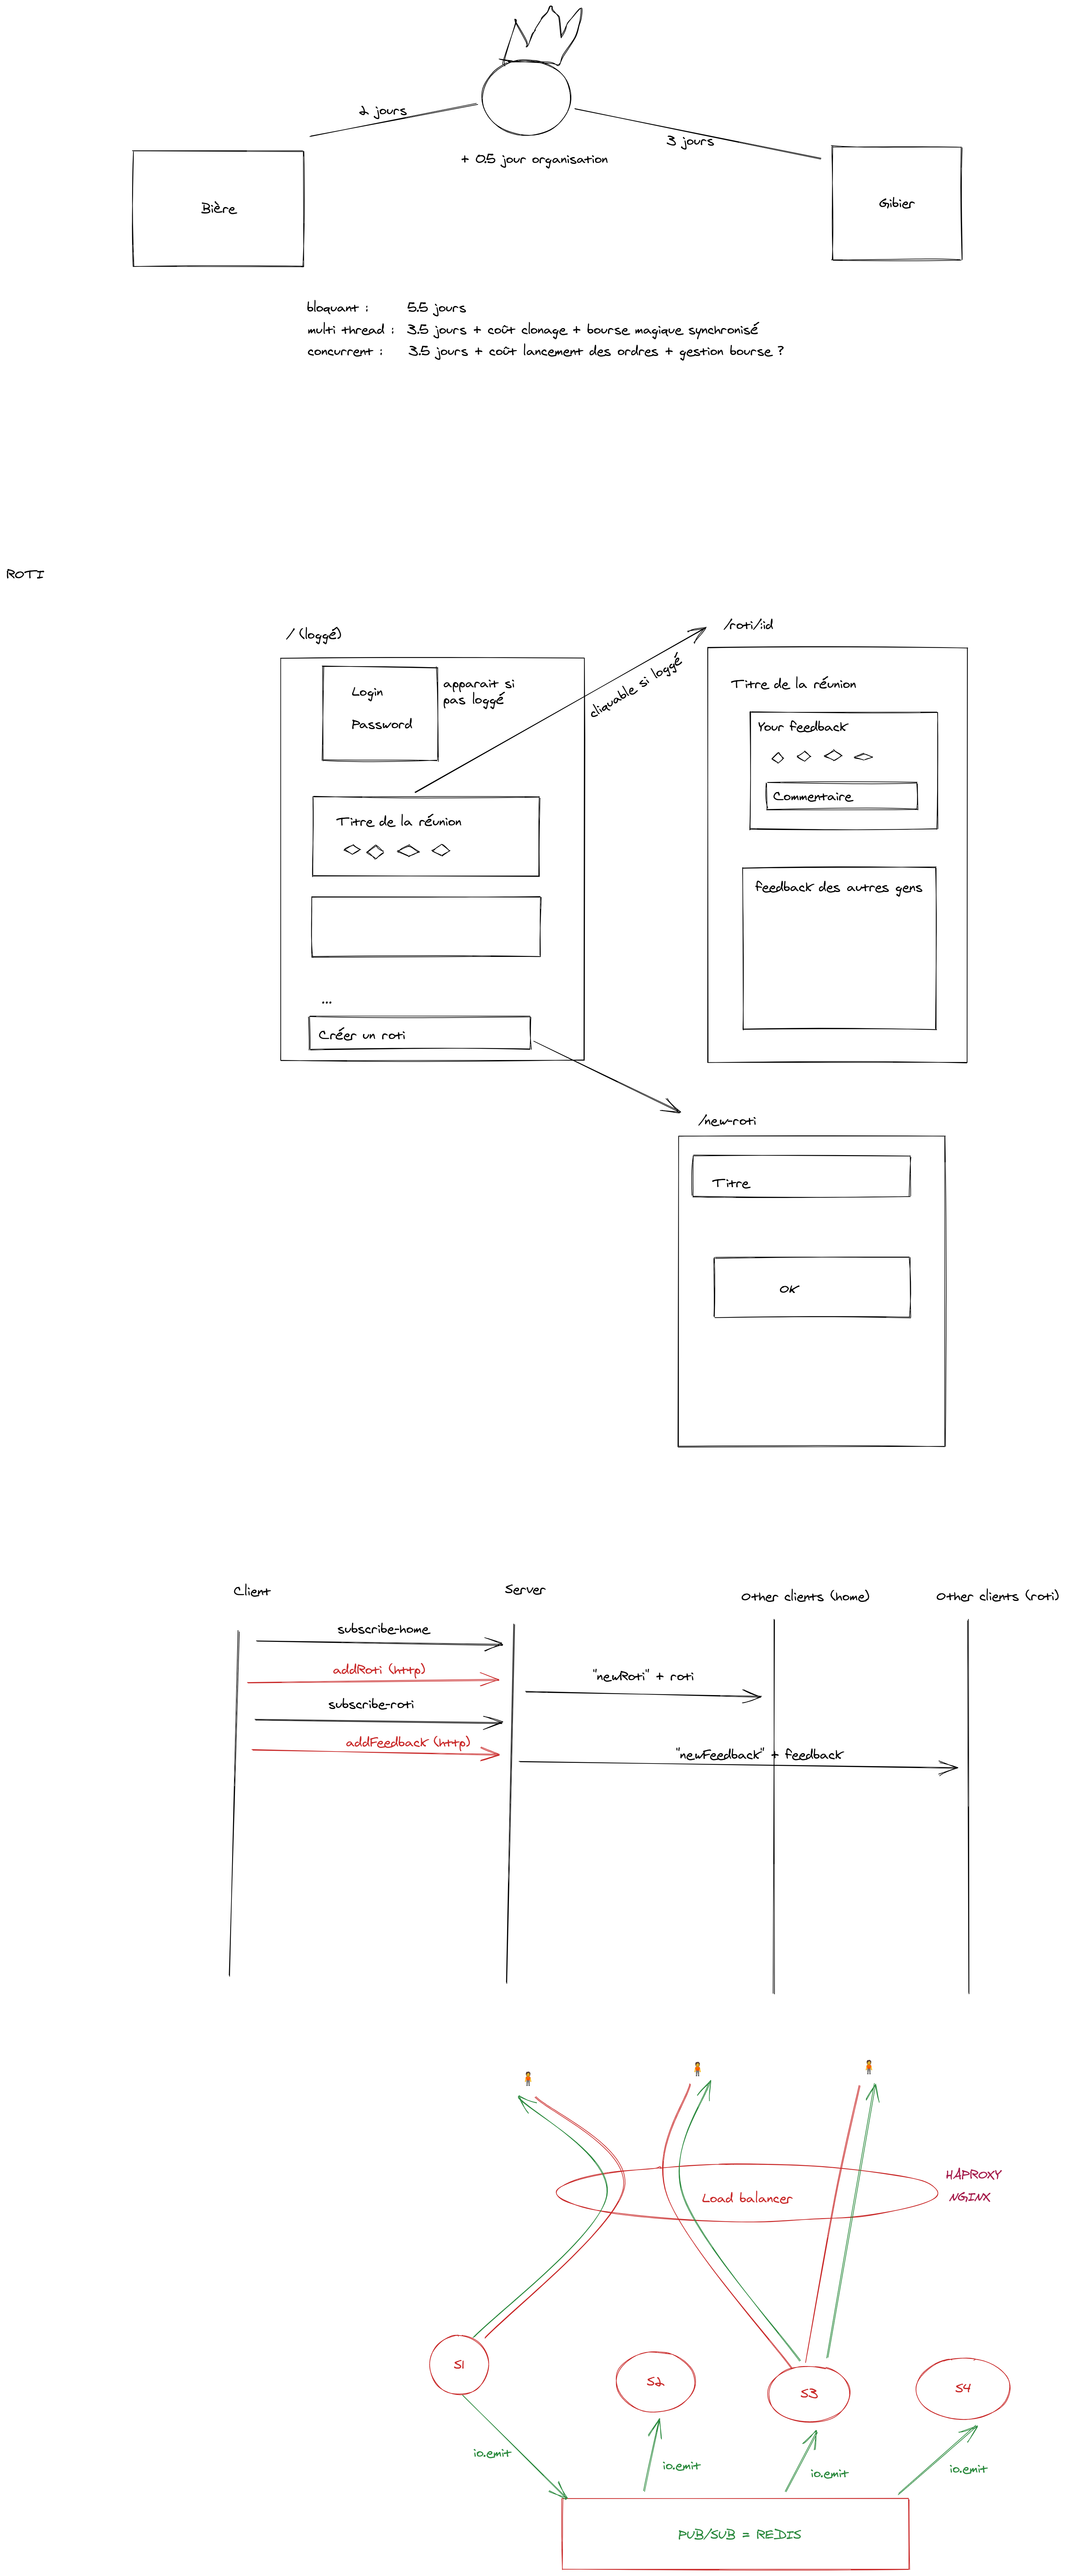 2 jours
3 jours
+ 0.5 jour organisation
Bière
Gibier
bloquant : 5.5 jours
multi thread : 3.5 jours + coût clonage + bourse magique synchronisé
concurrent : 3.5 jours + coût lancement des ordres + gestion bourse ?
ROTI
/ (loggé)
Login
Password
apparait si
pas loggé
cliquable si loggé
Titre de la réunion
...
Créer un roti
/roti/:id
Titre de la réunion
Your feedback
Commentaire
feedback des autres gens
/new-roti
Titre
OK
Client
Server
Other clients (home)
Other clients (roti)
subscribe-home
addRoti (http)
"newRoti" + roti
subscribe-roti
addFeedback (http)
"newFeedback" + feedback
HAPROXY
NGINX
Load balancer
S1
S2
S3
S4
io.emit
io.emit
io.emit
io.emit
PUB/SUB = REDIS